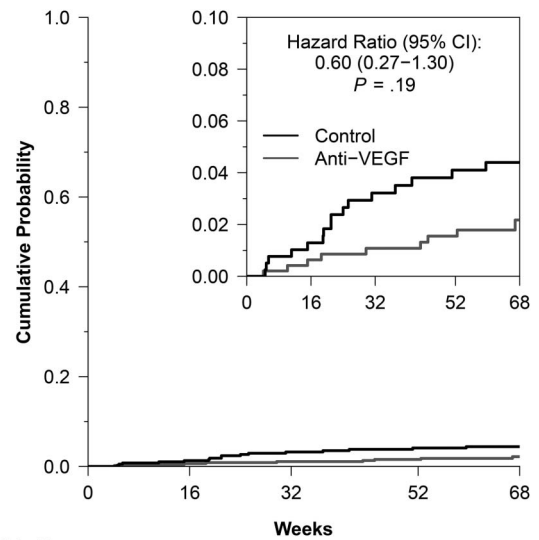 1.0
0.8
0.6
0.4
0.2
0.0
Cumulative Probability
0.10
0.08
0.06
0.04
0.02
0.00
Hazard Ratio (95% CI):
0.60 (0.27−1.30)
P = .19
Control
Anti−VEGF
0 16 32 52 68
0 16 32 52 68
Weeks